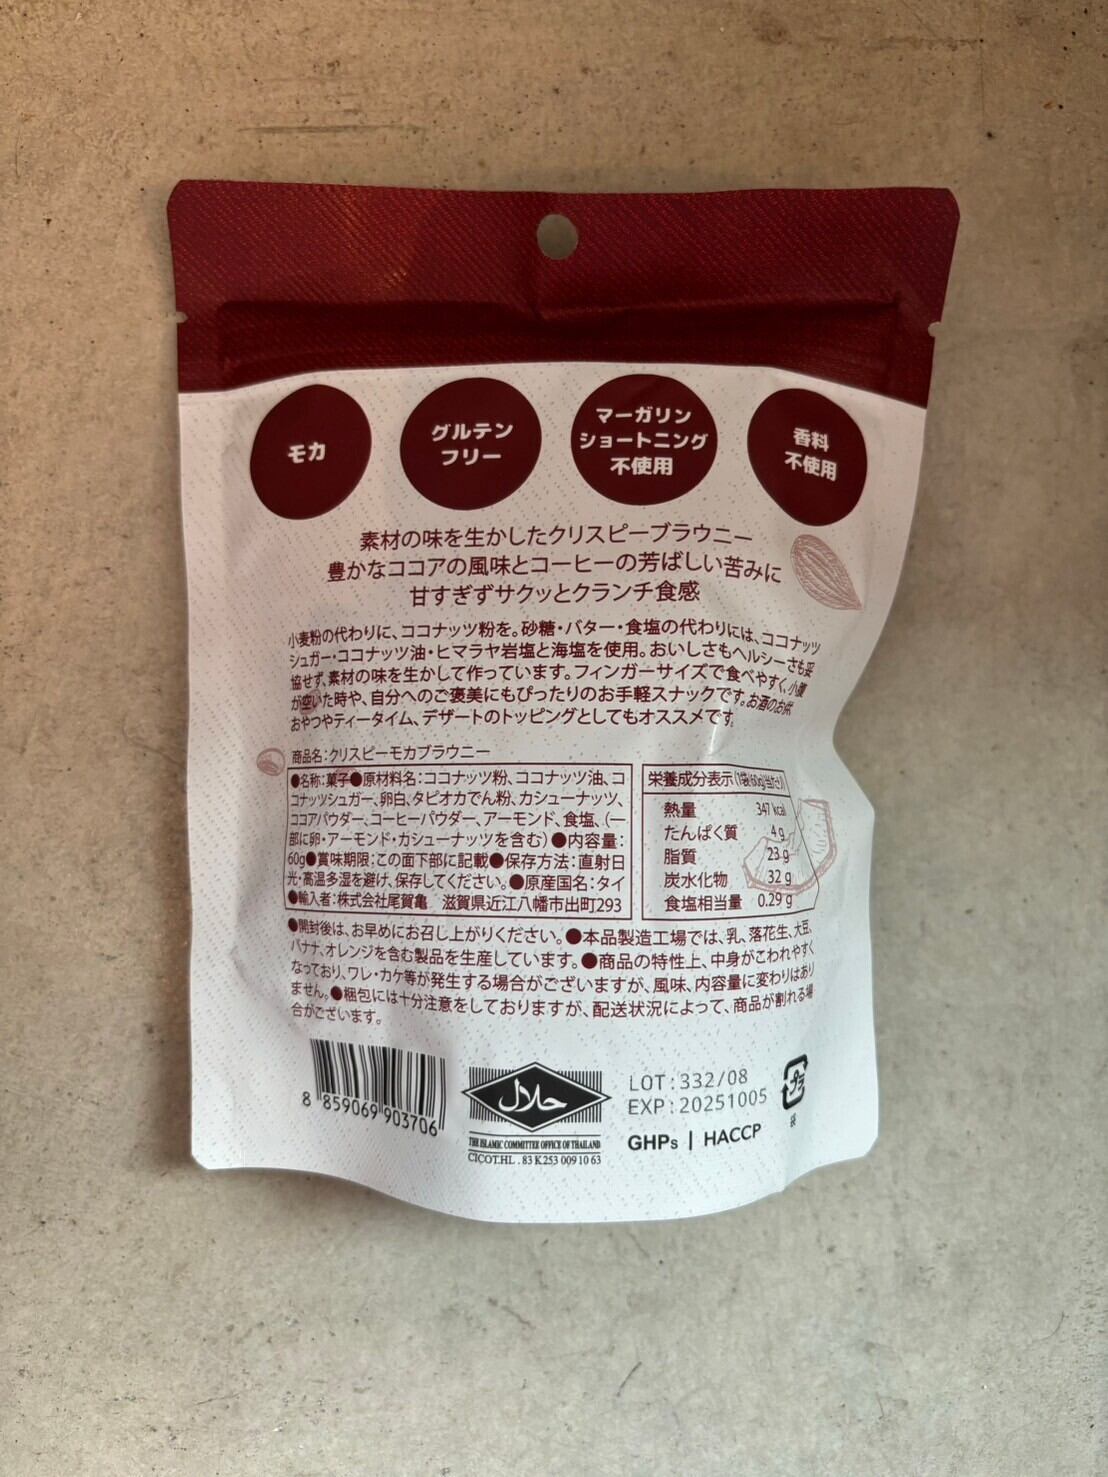 モカ
グルテン
フリー
マーガリン
ショートニング
不使用
香料
不使用
素材の味を生かしたクリスピーブラウニー
豊かなココアの風味とコーヒーの芳ばしい苦みに
甘すぎずサクッとクランチ食感
小麦粉の代わりに、ココナッツ粉を。砂糖・バター・食塩の代わりには、ココナッツ
シュガー・ココナッツ油・ヒマラヤ岩塩と海塩を使用。おいしさもヘルシーさも妥
協せず、素材の味を生かして作っています。フィンガーサイズで食べやすく、小腹
が空いた時や、自分へのご褒美にもぴったりのお手軽スナックです。お酒のお供、
おやつやティータイム、デザートのトッピングとしてもオススメです。
商品名：クリスピーモカブラウニー
●名称：菓子●原材料名：ココナッツ粉、ココナッツ油、コ
コナッツシュガー、卵白、タピオカでん粉、カシューナッツ、
ココアパウダー、コーヒーパウダー、アーモンド、食塩、（一
部に卵・アーモンド・カシューナッツを含む）●内容量：
60g●賞味期限：この面下部に記載●保存方法：直射日
光・高温多湿を避け、保存してください。●原産国名：タイ
●輸入者：株式会社尾賀亀　滋賀県近江八幡市出町293
栄養成分表示（1袋（60g）当たり）
熱量 347 kcal
たんぱく質 4 g
脂質 23 g
炭水化物 32 g
食塩相当量 0.29 g
●開封後は、お早めにお召し上がりください。●本品製造工場では、乳、落花生、大豆、
バナナ、オレンジを含む製品を生産しています。●商品の特性上、中身がこわれやすく
なっており、ワレ・カケ等が発生する場合がございますが、風味、内容量に変わりはあり
ません。●梱包には十分注意をしておりますが、配送状況によって、商品が割れる場
合がございます。
8 859069 903706
حلال
THE ISLAMIC COMMITTEE OFFICE OF THAILAND
CICOT.HL . 83 K253 009 10 63
LOT : 332/08
EXP : 20251005
GHPs | HACCP
プラ
袋